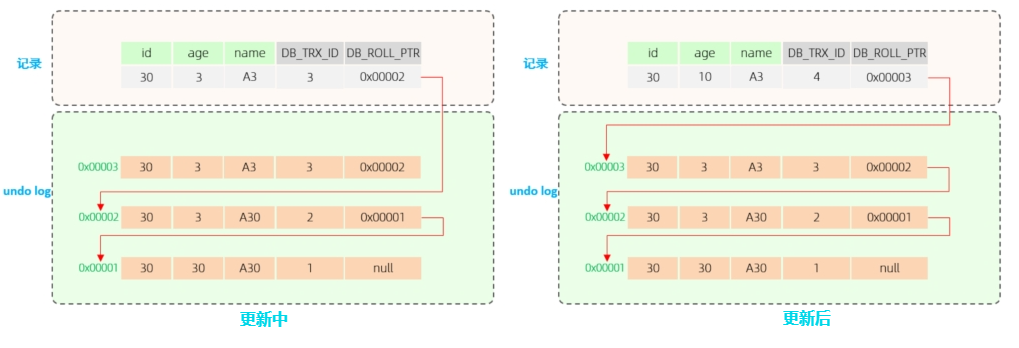 id age name DB_TRX_ID DB_ROLL_PTR
记录
30 3 A3 3 0x00002
0x00003 30 3 A3 3 0x00002
undo log
0x00002 30 3 A30 2 0x00001
0x00001 30 30 A30 1 null
更新中
id age name DB_TRX_ID DB_ROLL_PTR
记录
30 10 A3 4 0x00003
0x00003 30 3 A3 3 0x00002
undo log
0x00002 30 3 A30 2 0x00001
0x00001 30 30 A30 1 null
更新后